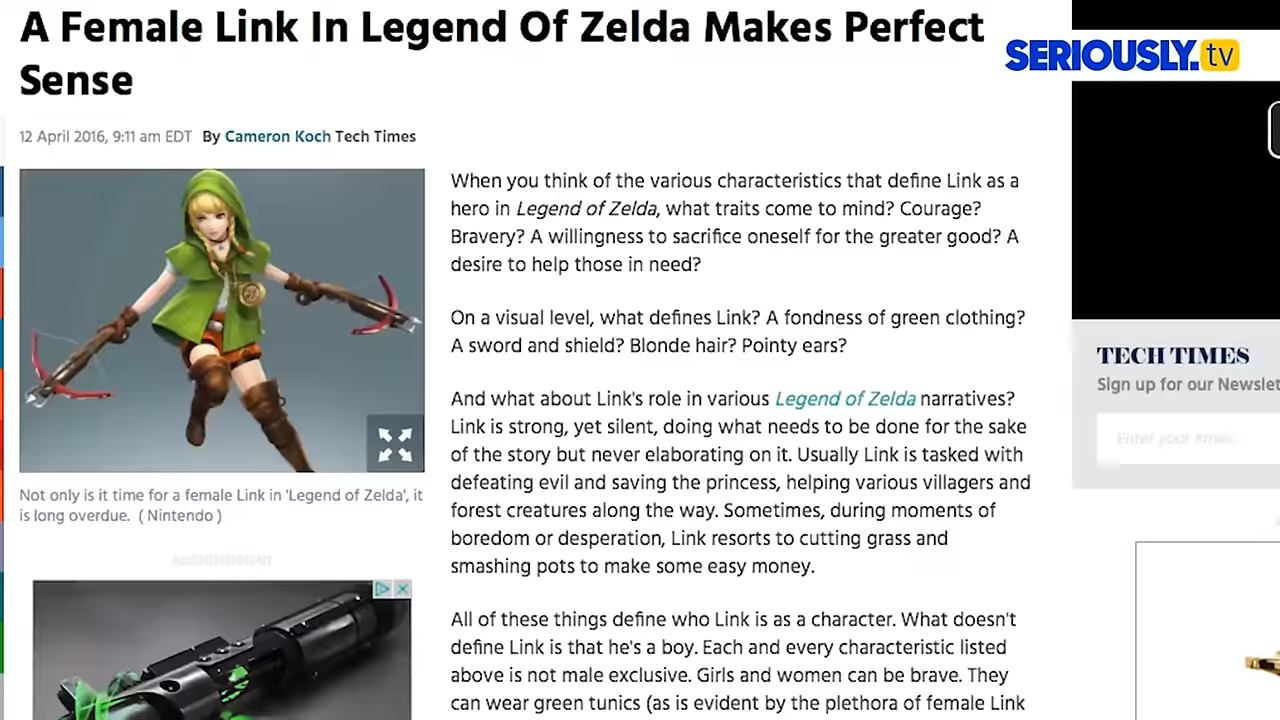 A Female Link In Legend Of Zelda Makes Perfect
Sense
SERIOUSLY.tv
12 April 2016, 9:11 am EDT By Cameron Koch Tech Times
When you think of the various characteristics that define Link as a
hero in Legend of Zelda, what traits come to mind? Courage?
Bravery? A willingness to sacrifice oneself for the greater good? A
desire to help those in need?
On a visual level, what defines Link? A fondness of green clothing?
A sword and shield? Blonde hair? Pointy ears?
And what about Link's role in various Legend of Zelda narratives?
Link is strong, yet silent, doing what needs to be done for the sake
of the story but never elaborating on it. Usually Link is tasked with
defeating evil and saving the princess, helping various villagers and
forest creatures along the way. Sometimes, during moments of
boredom or desperation, Link resorts to cutting grass and
smashing pots to make some easy money.
All of these things define who Link is as a character. What doesn't
define Link is that he's a boy. Each and every characteristic listed
above is not male exclusive. Girls and women can be brave. They
can wear green tunics (as is evident by the plethora of female Link
Not only is it time for a female Link in 'Legend of Zelda', it
is long overdue. ( Nintendo )
ADVERTISEMENT
TECH TIMES
Sign up for our Newslet
Enter your email